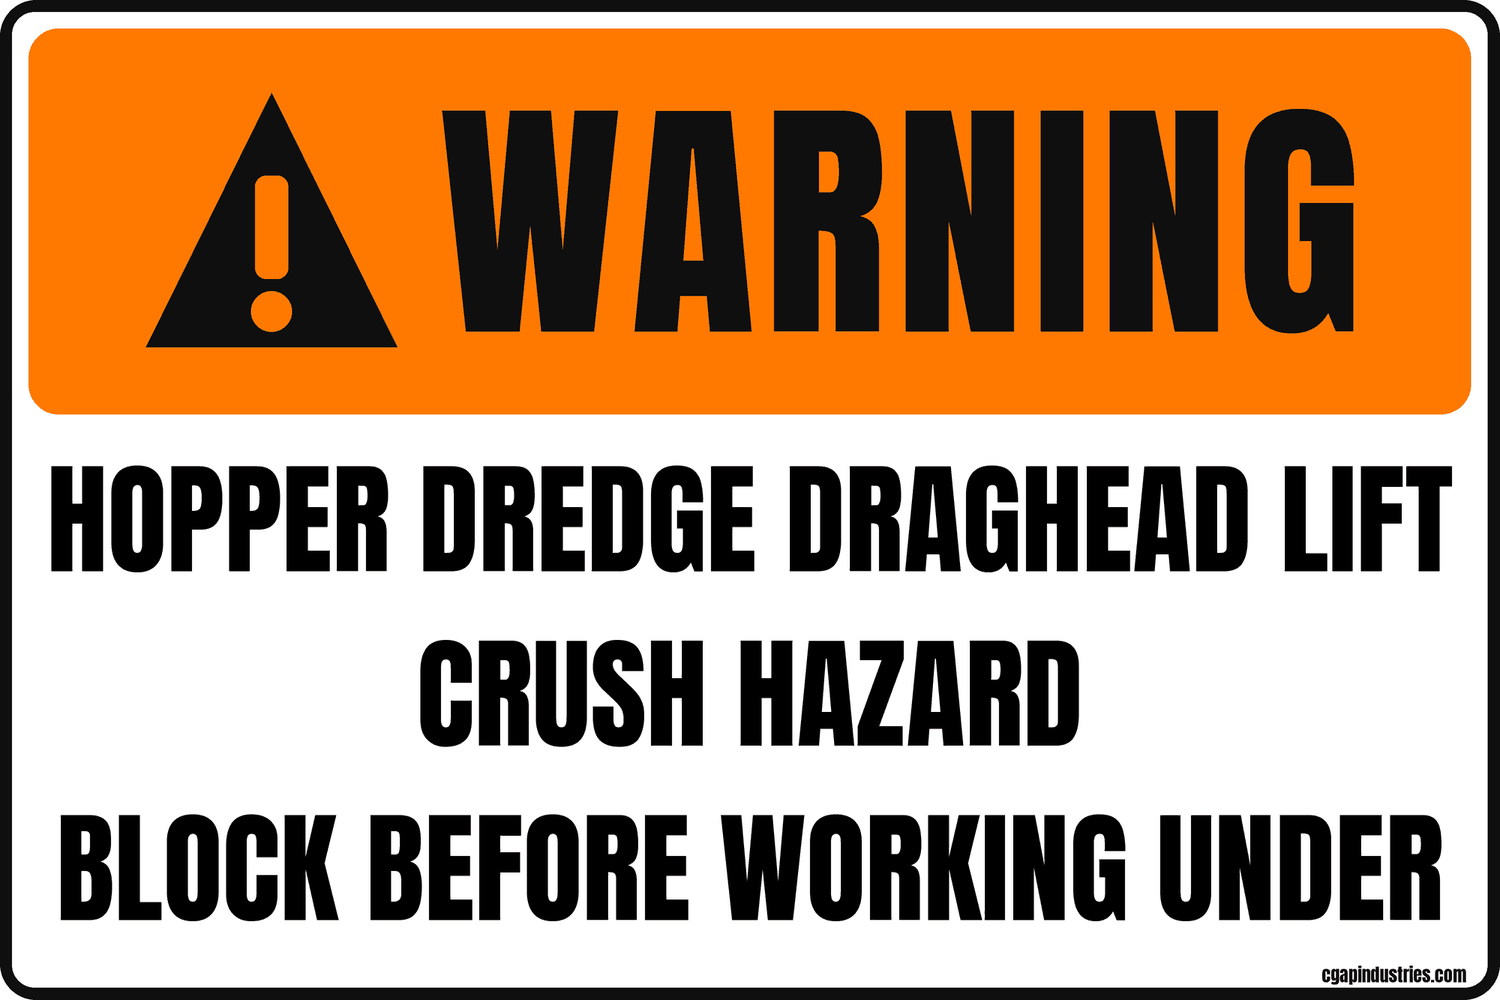 WARNING
HOPPER DREDGE DRAGHEAD LIFT
CRUSH HAZARD
BLOCK BEFORE WORKING UNDER
cgapindustries.com